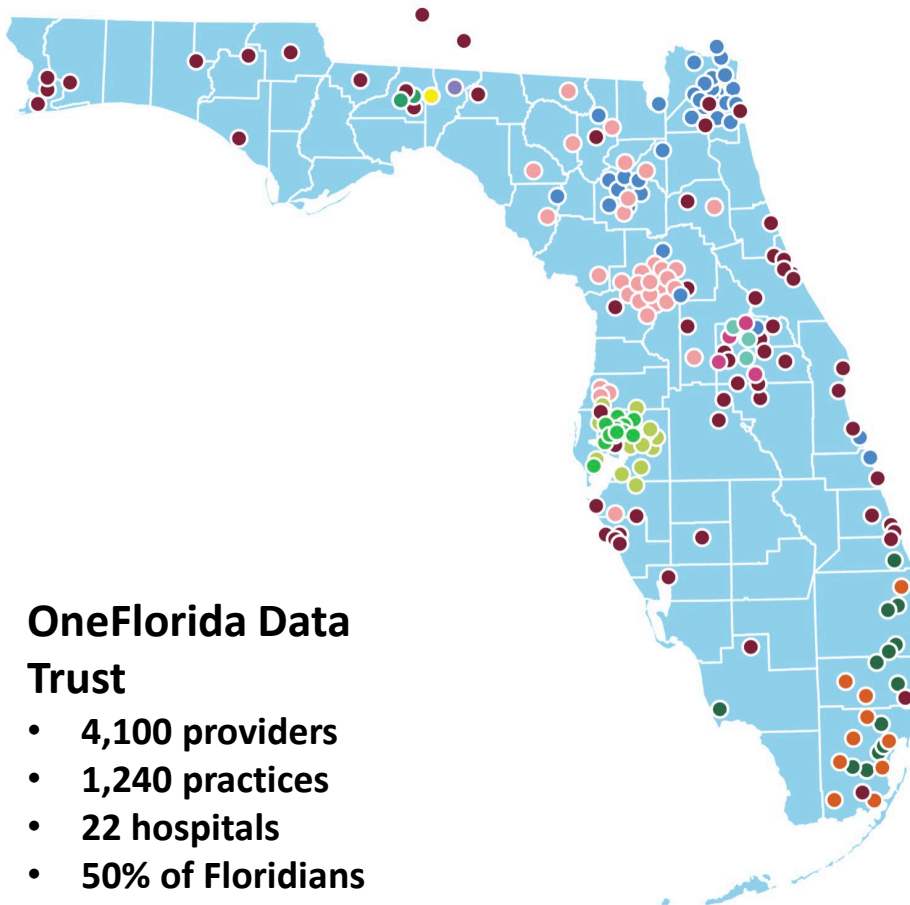 OneFlorida Data
Trust
• 4,100 providers
• 1,240 practices
• 22 hospitals
• 50% of Floridians